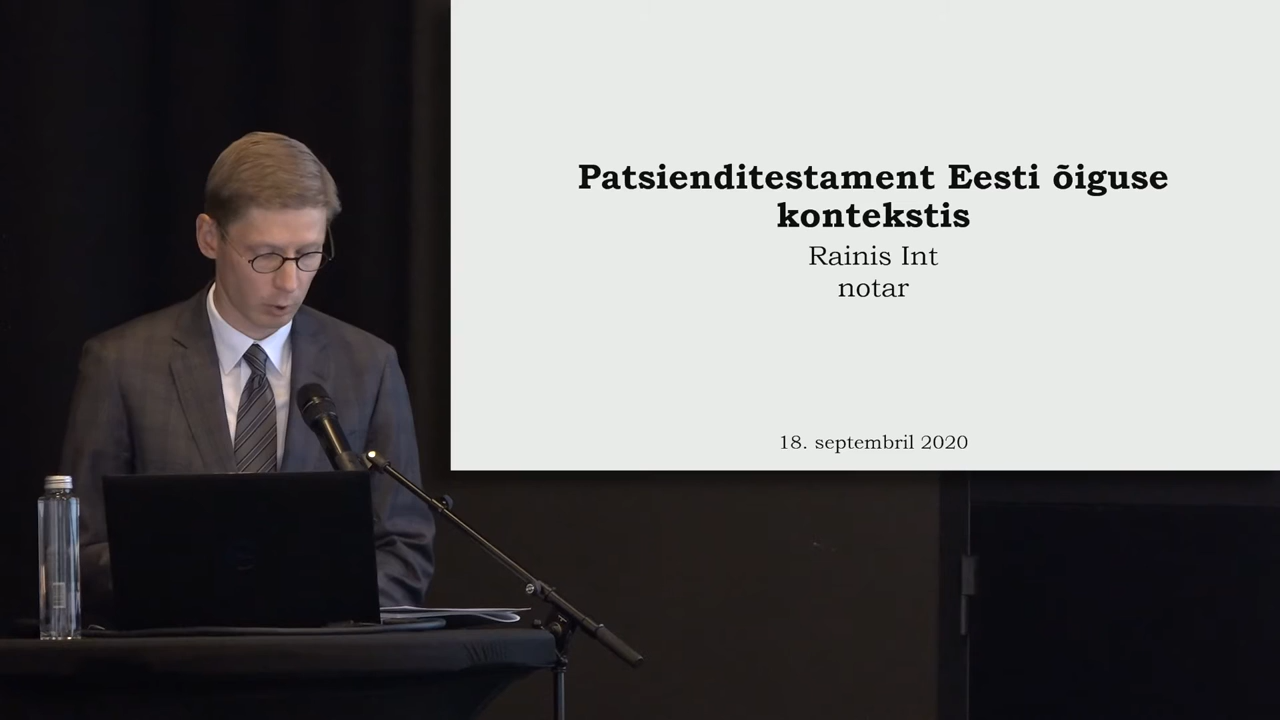 Patsienditestament Eesti õiguse
kontekstis
Rainis Int
notar
18. septembril 2020